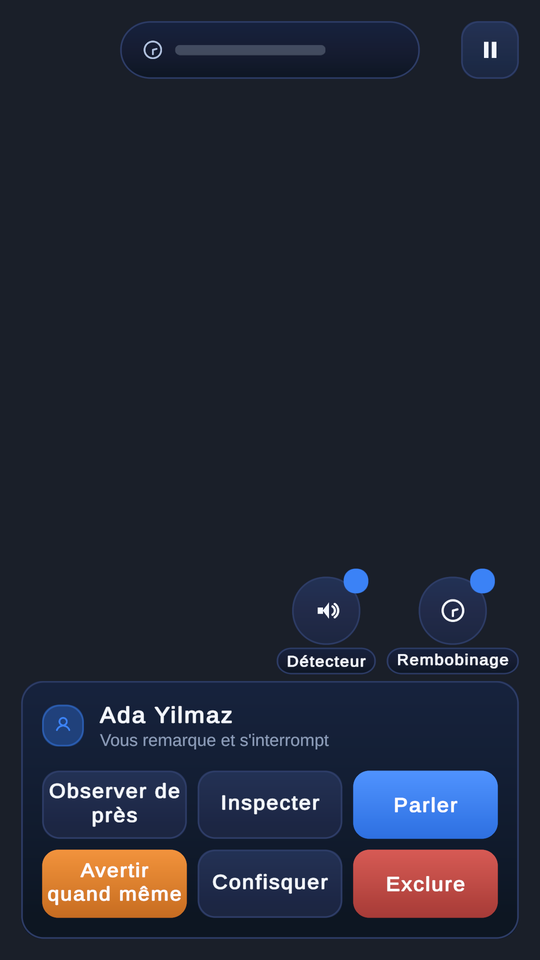 Détecteur
Rembobinage
Ada Yilmaz
Vous remarque et s'interrompt
Observer de
près
Inspecter
Parler
Avertir
quand même
Confisquer
Exclure